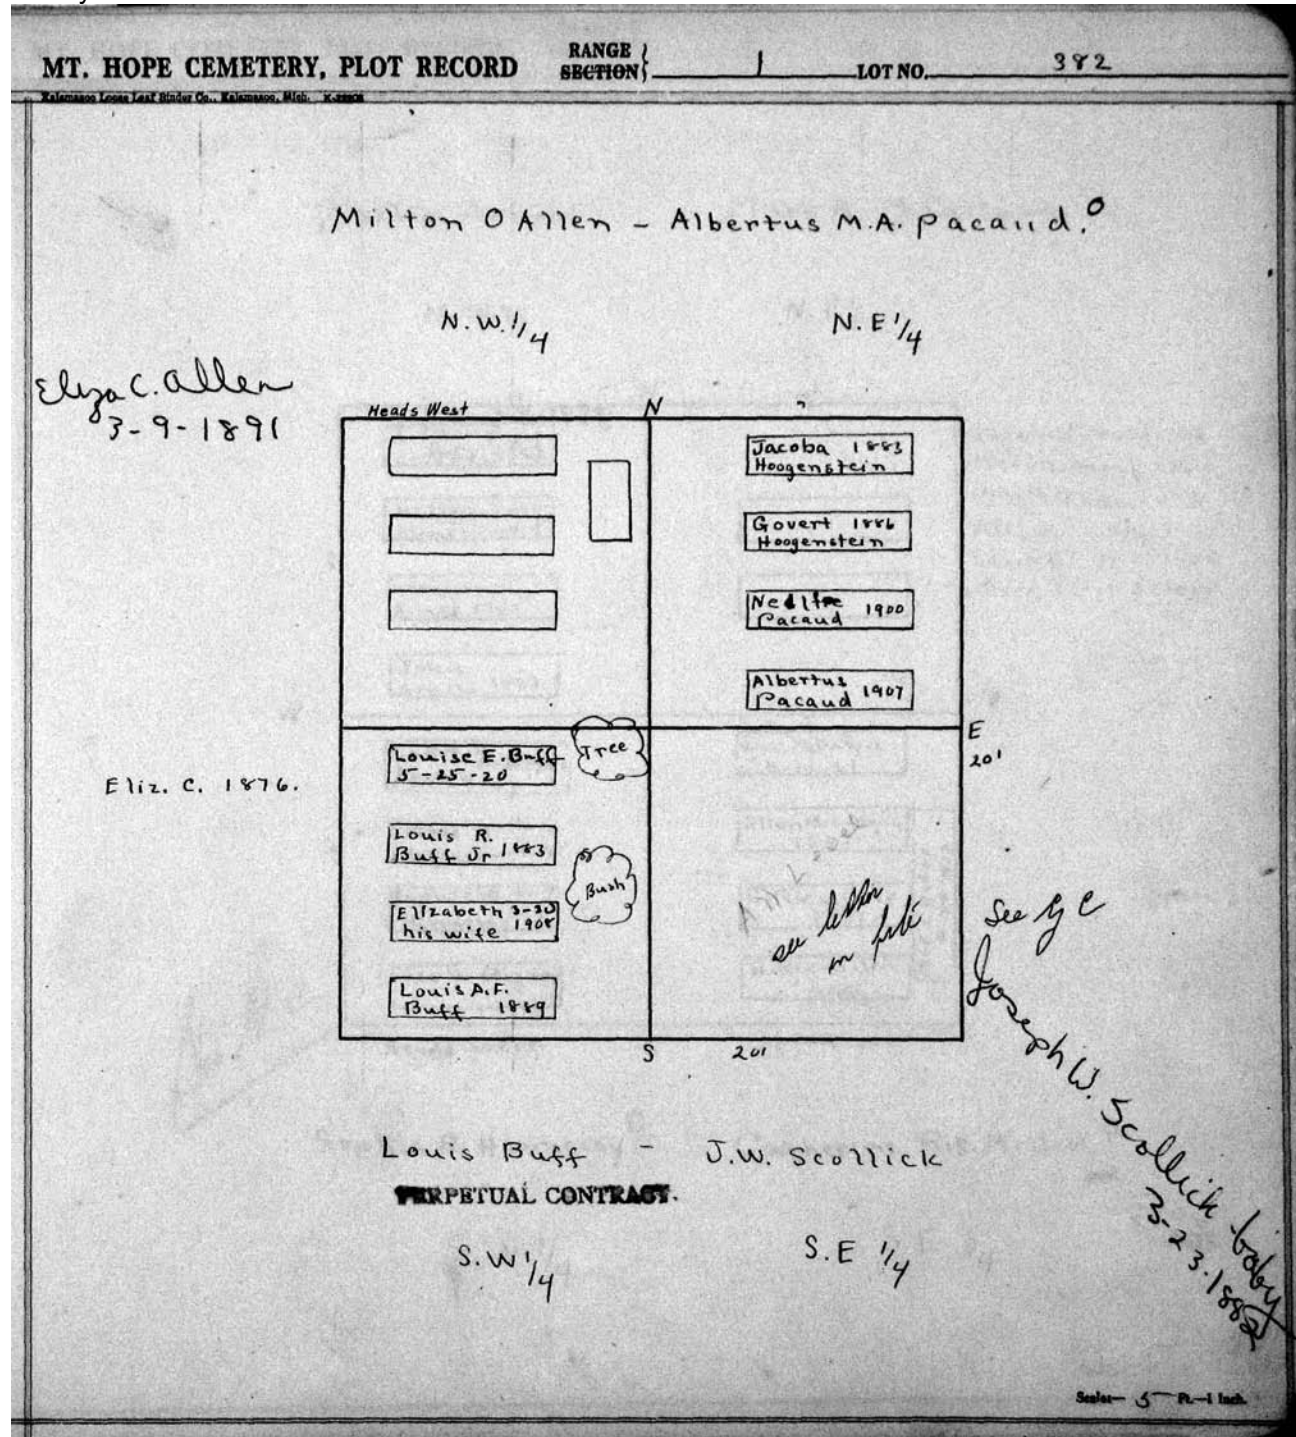 MT. HOPE CEMETERY, PLOT RECORD
RANGE
SECTION
1
LOT NO. 382
Kalamazoo Loose Leaf Binder Co., Kalamazoo, Mich.
Milton O Allen - Albertus M.A. Pacaud.
N.W. 1/4
N.E 1/4
Eliza C. Allen
3-9-1891
Heads West
N
Jacoba 1883
Hoogenstein
Govert 1886
Hoogenstein
1900
Pacaud
Albertus
Pacaud 1907
E
20'
Louise E. Buff
5-25-20
Tree
Eliz. C. 1876.
Louis R.
Buff Jr 1883
Bush
Elizabeth 3-30
his wife 1908
Louis A.F.
Buff 1889
see letter
in file
see G C
Joseph W. Scollick baby
3-23-1882
S
20'
Louis Buff - J.W. Scollick
PERPETUAL CONTRACT.
S.W 1/4
S.E 1/4
Scale— 5 Ft.—1 Inch.